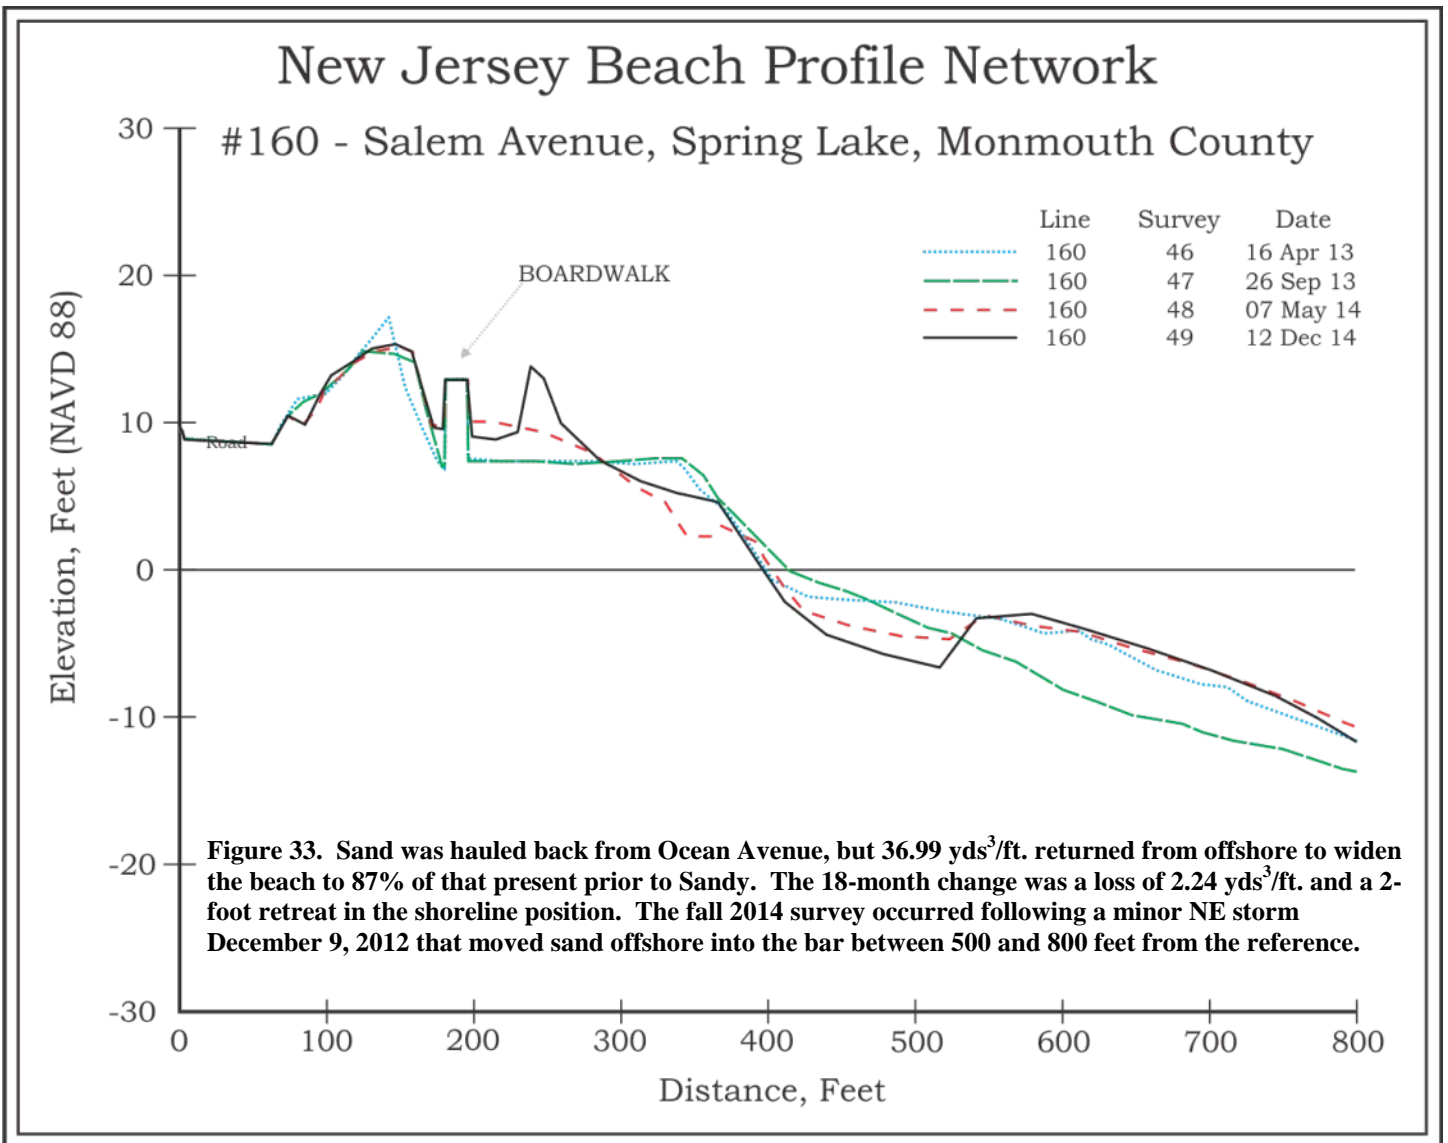 New Jersey Beach Profile Network
#160 - Salem Avenue, Spring Lake, Monmouth County
Line Survey Date
160 46 16 Apr 13
160 47 26 Sep 13
160 48 07 May 14
160 49 12 Dec 14
BOARDWALK
Road
Elevation, Feet (NAVD 88)
30
20
10
0
-10
-20
-30
Figure 33. Sand was hauled back from Ocean Avenue, but 36.99 yds³/ft. returned from offshore to widen
the beach to 87% of that present prior to Sandy. The 18-month change was a loss of 2.24 yds³/ft. and a 2-
foot retreat in the shoreline position. The fall 2014 survey occurred following a minor NE storm
December 9, 2012 that moved sand offshore into the bar between 500 and 800 feet from the reference.
0 100 200 300 400 500 600 700 800
Distance, Feet